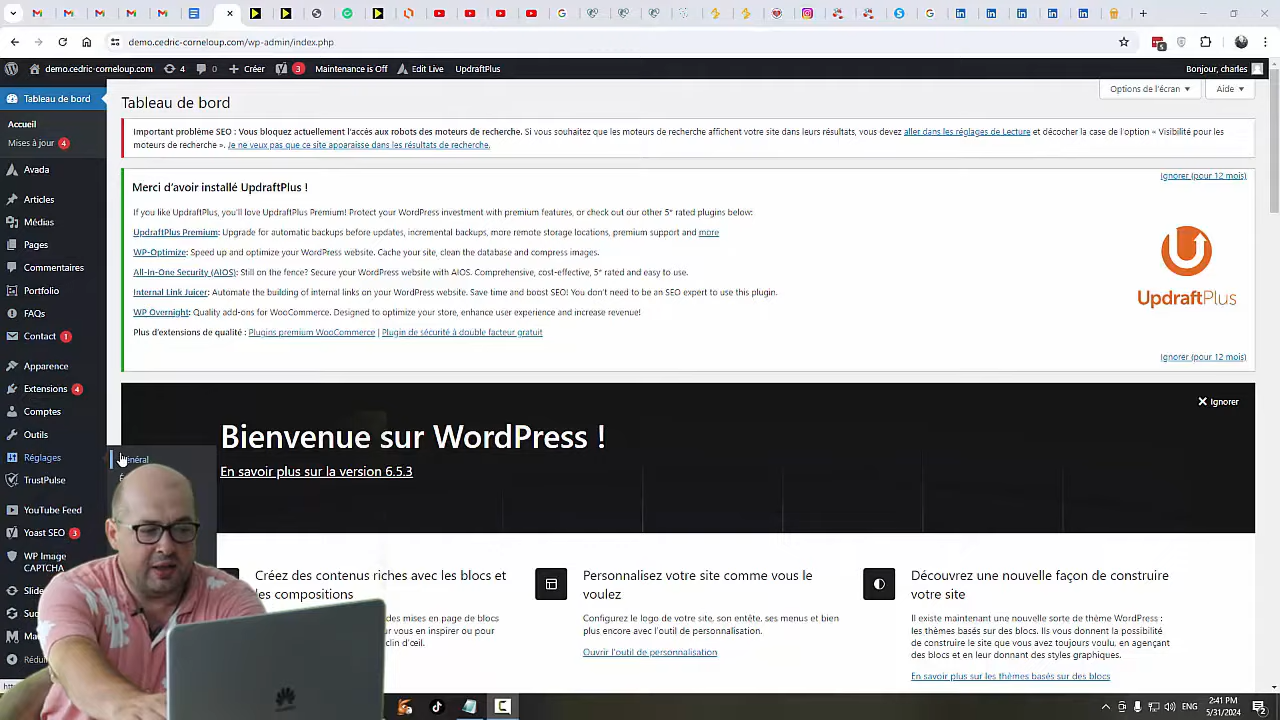 demo.cedric-corneloup.com/wp-admin/index.php
5
demo.cedric-corneloup.com
4
0
Créer
3
Maintenance is Off
Edit Live
UpdraftPlus
Bonjour, charles
Tableau de bord
Accueil
Mises à jour 4
Avada
Articles
Médias
Pages
Commentaires
Portfolio
FAQs
Contact 1
Apparence
Extensions 4
Comptes
Outils
Réglages
TrustPulse
YouTube Feed
Yoast SEO 3
WP Image
CAPTCHA
Tableau de bord
Options de l'écran
Aide
Important problème SEO : Vous bloquez actuellement l'accès aux robots des moteurs de recherche. Si vous souhaitez que les moteurs de recherche affichent votre site dans leurs résultats, vous devez aller dans les réglages de Lecture et décocher la case de l'option « Visibilité pour les
moteurs de recherche ». Je ne veux pas que ce site apparaisse dans les résultats de recherche.
Merci d'avoir installé UpdraftPlus !
Ignorer (pour 12 mois)
If you like UpdraftPlus, you'll love UpdraftPlus Premium! Protect your WordPress investment with premium features, or check out our other 5* rated plugins below:
UpdraftPlus Premium: Upgrade for automatic backups before updates, incremental backups, more remote storage locations, premium support and more
WP-Optimize: Speed up and optimize your WordPress website. Cache your site, clean the database and compress images.
All-In-One Security (AIOS): Still on the fence? Secure your WordPress website with AIOS. Comprehensive, cost-effective, 5* rated and easy to use.
Internal Link Juicer: Automate the building of internal links on your WordPress website. Save time and boost SEO! You don't need to be an SEO expert to use this plugin.
WP Overnight: Quality add-ons for WooCommerce. Designed to optimize your store, enhance user experience and increase revenue!
Plus d'extensions de qualité : Plugins premium WooCommerce | Plugin de sécurité à double facteur gratuit
UpdraftPlus
Ignorer (pour 12 mois)
Ignorer
Bienvenue sur WordPress !
En savoir plus sur la version 6.5.3
Créez des contenus riches avec les blocs et
les compositions
des mises en page de blocs
vous en inspirer ou pour
clin d'œil.
Personnalisez votre site comme vous le
voulez
Configurez le logo de votre site, son entête, ses menus et bien
plus encore avec l'outil de personnalisation.
Ouvrir l'outil de personnalisation
Découvrez une nouvelle façon de construire
votre site
Il existe maintenant une nouvelle sorte de thème WordPress :
les thèmes basés sur des blocs. Ils vous donnent la possibilité
de construire le site que vous avez toujours voulu, en agençant
des blocs et en leur donnant des styles graphiques.
En savoir plus sur les thèmes basés sur des blocs
ENG
2:41 PM
5/31/2024
2